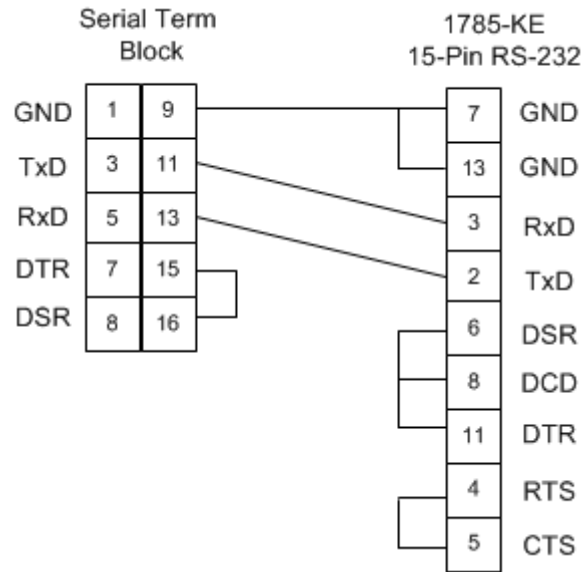 Serial Term
Block
1785-KE
15-Pin RS-232
GND 1 9
TxD 3 11
RxD 5 13
DTR 7 15
DSR 8 16
7 GND
13 GND
3 RxD
2 TxD
6 DSR
8 DCD
11 DTR
4 RTS
5 CTS